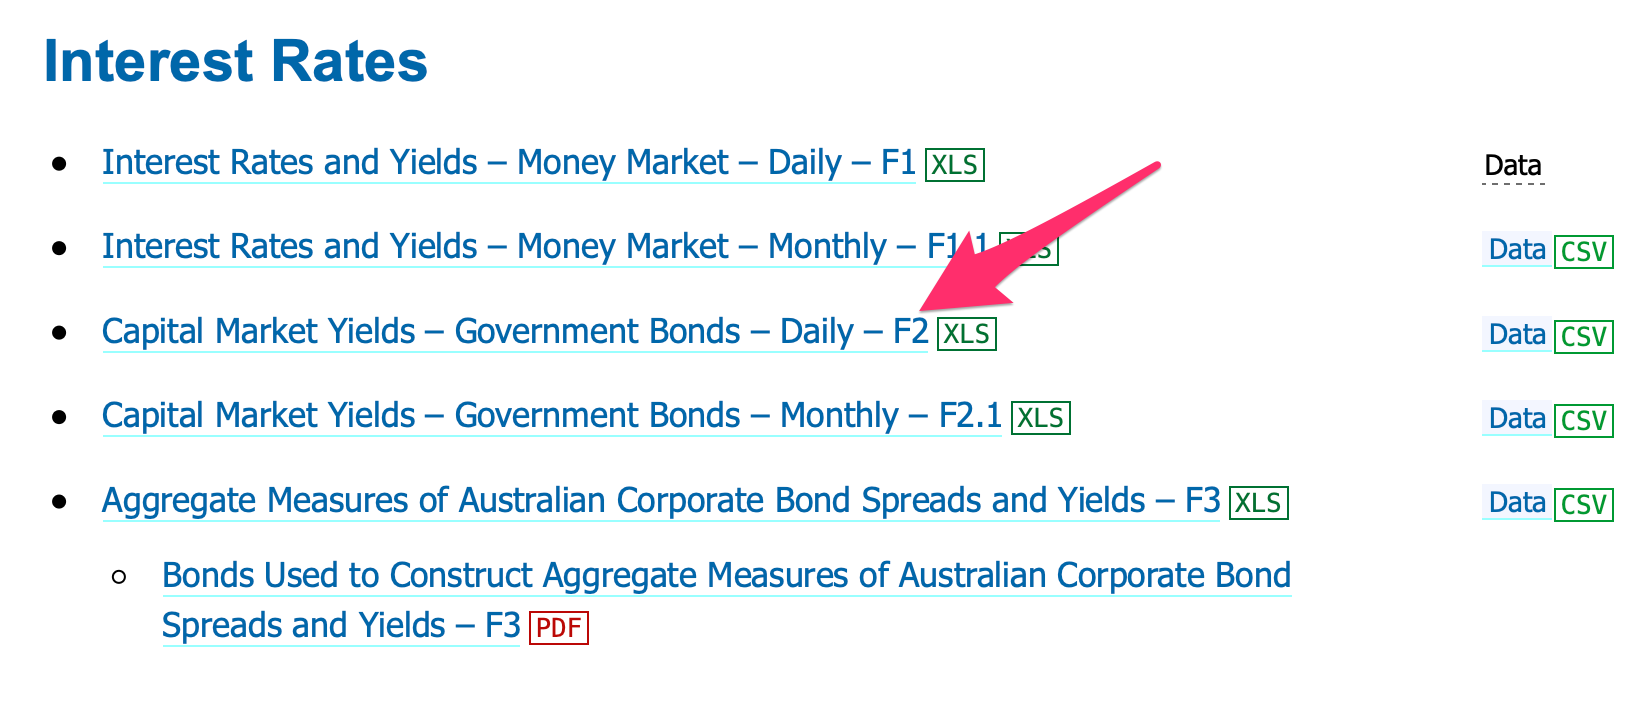 Interest Rates
Interest Rates and Yields – Money Market – Daily – F1 XLS Data
Interest Rates and Yields – Money Market – Monthly – F1.1 XLS Data CSV
Capital Market Yields – Government Bonds – Daily – F2 XLS Data CSV
Capital Market Yields – Government Bonds – Monthly – F2.1 XLS Data CSV
Aggregate Measures of Australian Corporate Bond Spreads and Yields – F3 XLS Data CSV
Bonds Used to Construct Aggregate Measures of Australian Corporate Bond
Spreads and Yields – F3 PDF